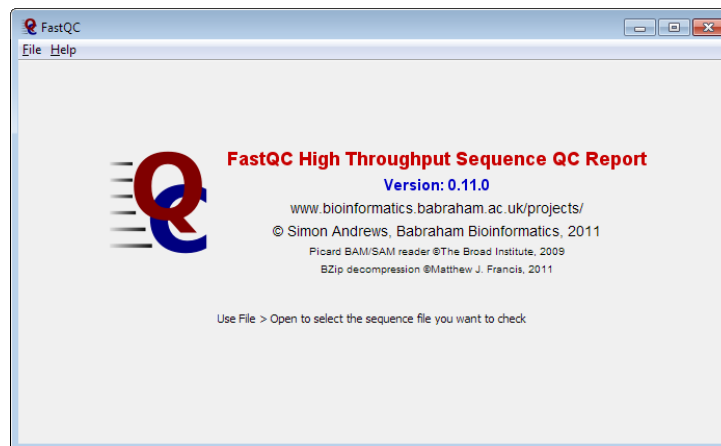 FastQC
File Help
QC
FastQC High Throughput Sequence QC Report
Version: 0.11.0
www.bioinformatics.babraham.ac.uk/projects/
© Simon Andrews, Babraham Bioinformatics, 2011
Picard BAM/SAM reader ©The Broad Institute, 2009
BZip decompression ©Matthew J. Francis, 2011
Use File > Open to select the sequence file you want to check